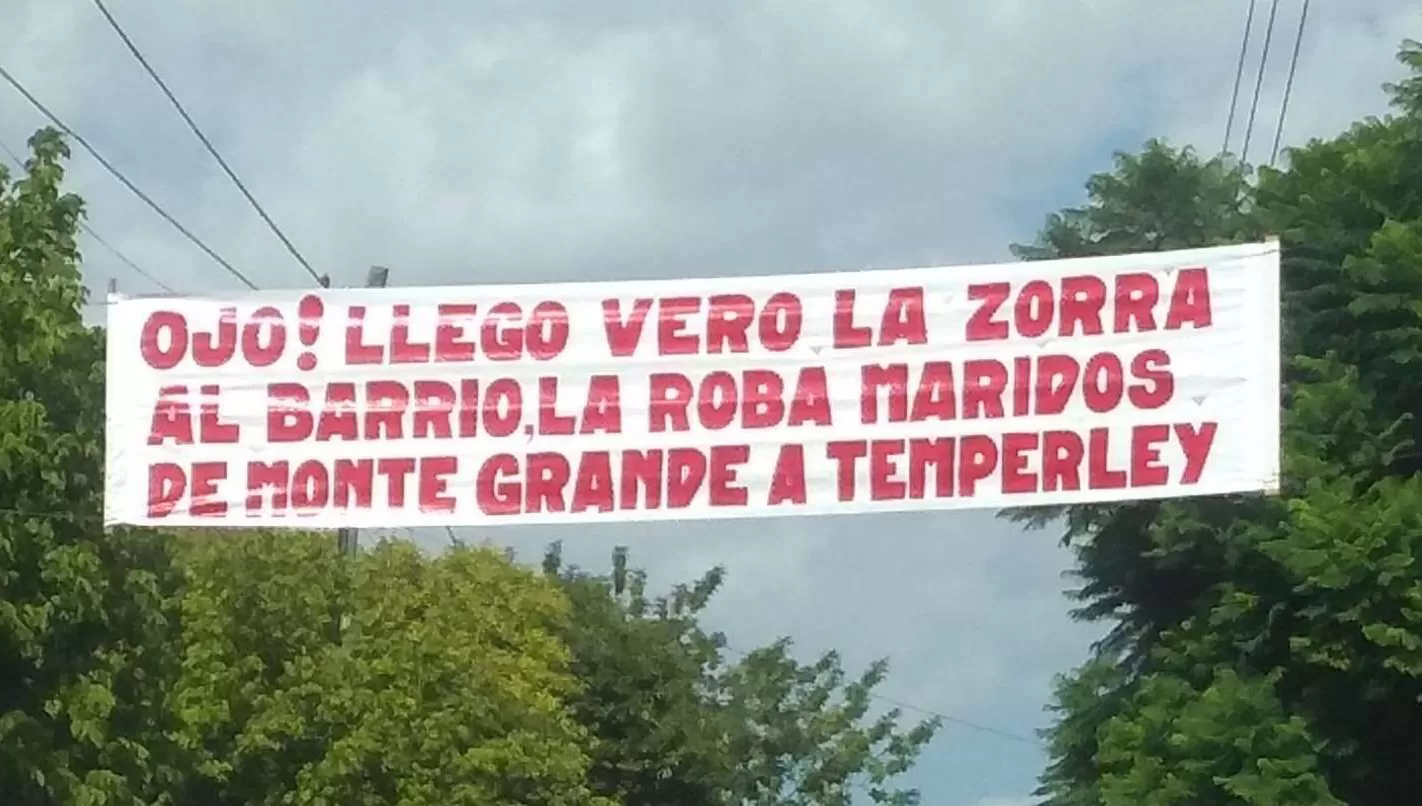 OJO! LLEGO VERO LA ZORRA
AL BARRIO, LA ROBA MARIDOS
DE MONTE GRANDE A TEMPERLEY